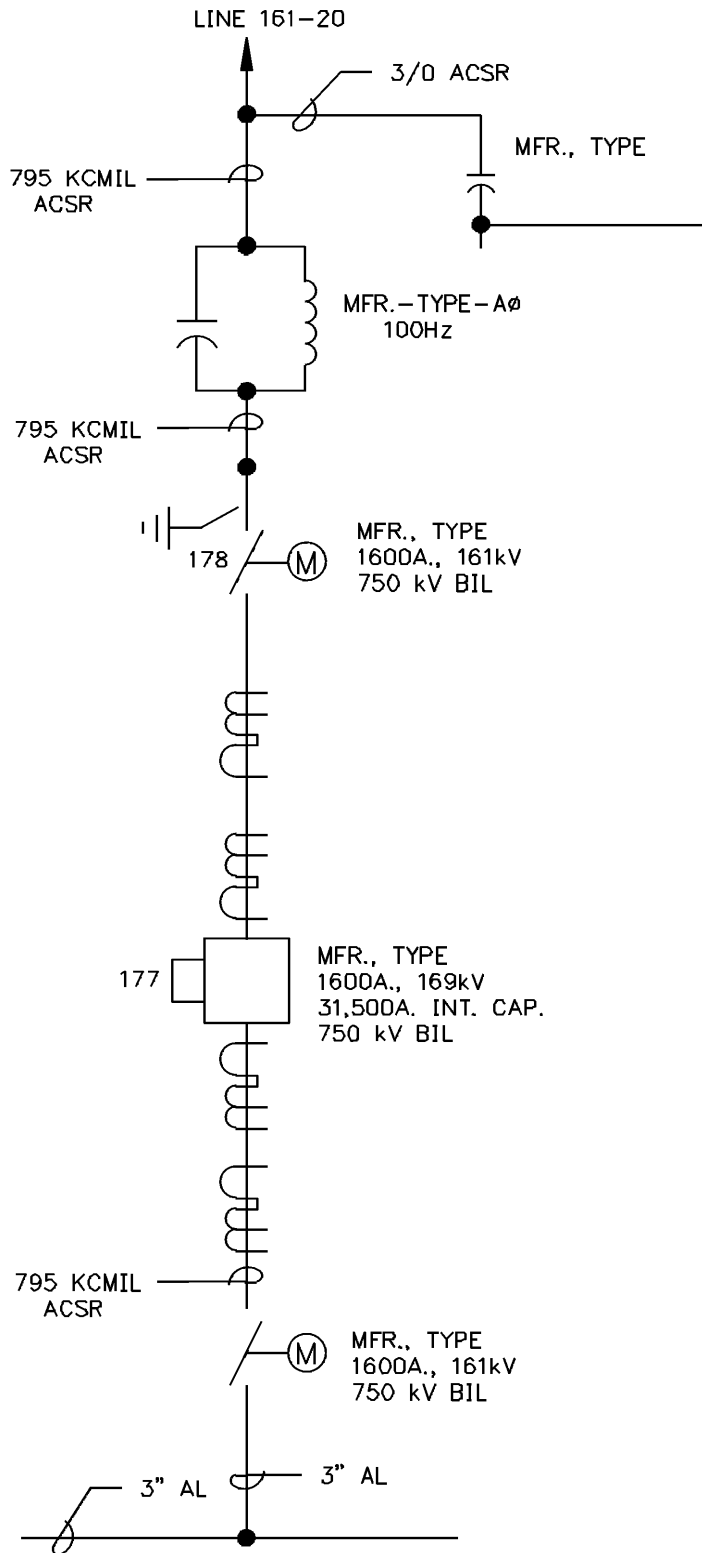 LINE 161-20
3/0 ACSR
MFR., TYPE
795 KCMIL
ACSR
MFR.-TYPE-AØ
100Hz
795 KCMIL
ACSR
178
M
MFR., TYPE
1600A., 161kV
750 kV BIL
177
MFR., TYPE
1600A., 169kV
31,500A. INT. CAP.
750 kV BIL
795 KCMIL
ACSR
M
MFR., TYPE
1600A., 161kV
750 kV BIL
3" AL
3" AL